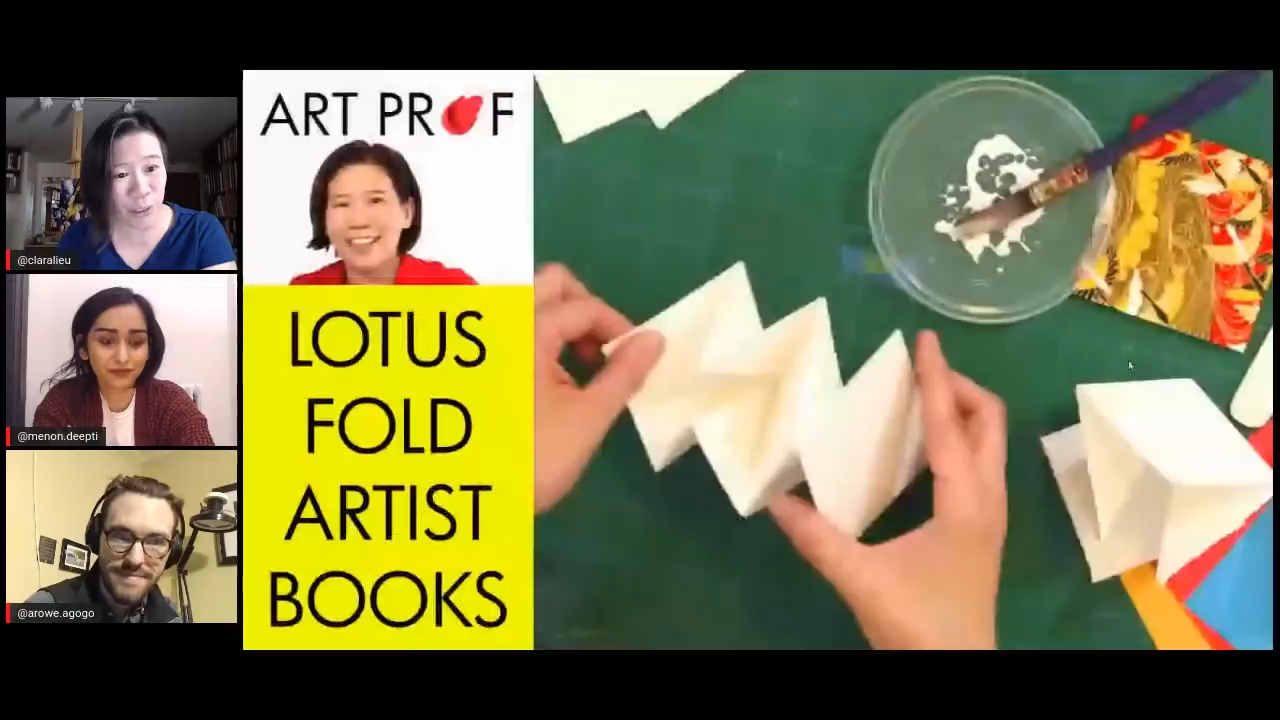 @claralieu
@menon.deepti
@arowe.agogo
ART PROF
LOTUS
FOLD
ARTIST
BOOKS